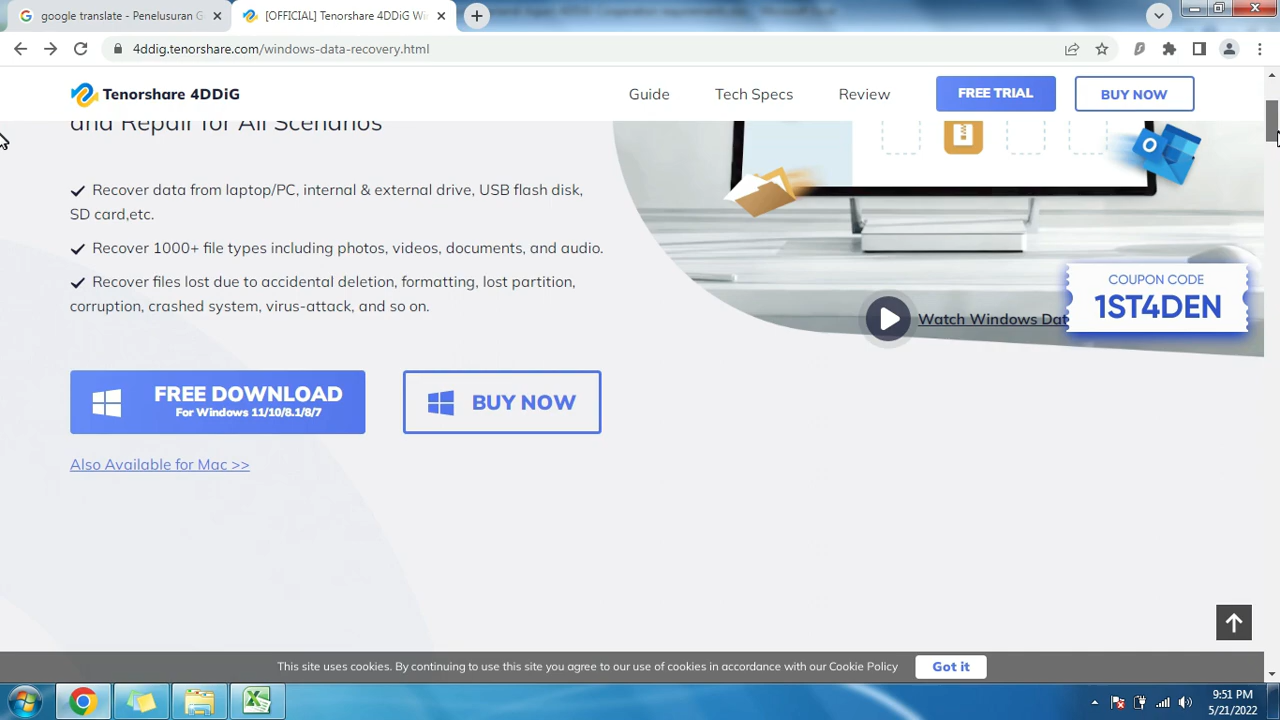 google translate - Penelusuran G
[OFFICIAL] Tenorshare 4DDiG Wi
4ddig.tenorshare.com/windows-data-recovery.html
Tenorshare 4DDiG
Guide
Tech Specs
Review
FREE TRIAL
BUY NOW
and Repair for All Scenarios
Recover data from laptop/PC, internal & external drive, USB flash disk,
SD card,etc.
Recover 1000+ file types including photos, videos, documents, and audio.
Recover files lost due to accidental deletion, formatting, lost partition,
corruption, crashed system, virus-attack, and so on.
COUPON CODE
1ST4DEN
Watch Windows Dat
FREE DOWNLOAD
For Windows 11/10/8.1/8/7
BUY NOW
Also Available for Mac >>
This site uses cookies. By continuing to use this site you agree to our use of cookies in accordance with our Cookie Policy
Got it
9:51 PM
5/21/2022